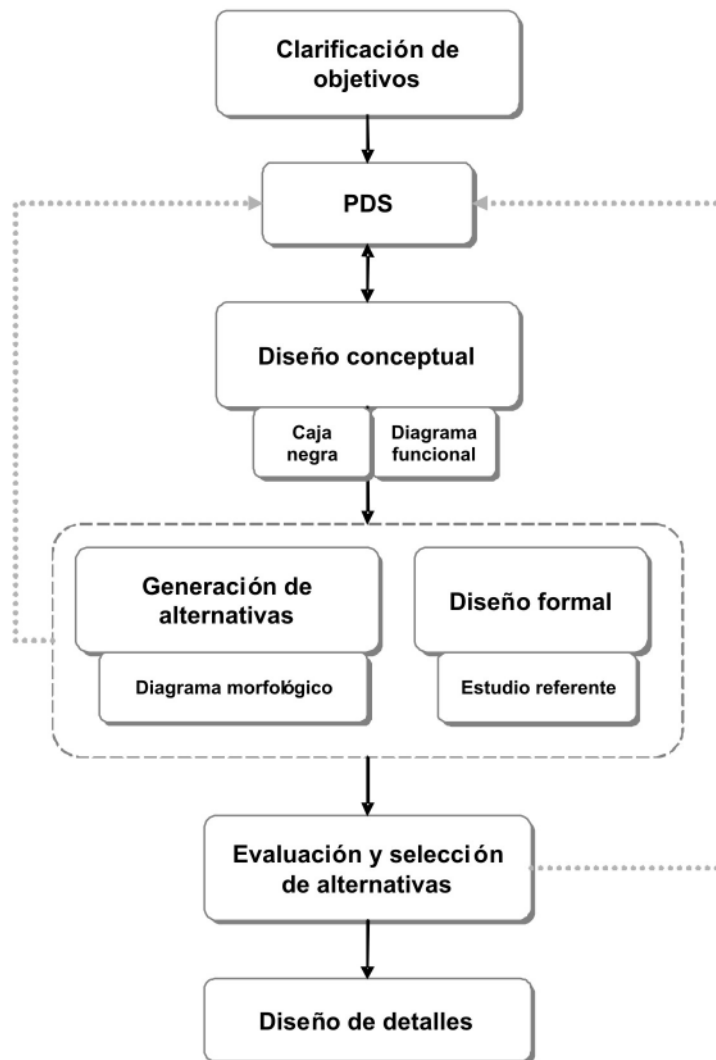 Clarificación de
objetivos
PDS
Diseño conceptual
Caja
negra
Diagrama
funcional
Generación de
alternativas
Diagrama morfológico
Diseño formal
Estudio referente
Evaluación y selección
de alternativas
Diseño de detalles